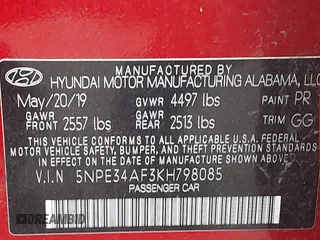 HYUNDAI MOTOR MANUFACTURING ALABAMA, LLC
May/20/19 GVWR 4497 lbs PAINT PR
GAWR FRONT 2557 lbs GAWR REAR 2513 lbs TRIM GG
THIS VEHICLE CONFORMS TO ALL APPLICABLE
FEDERAL MOTOR VEHICLE SAFETY, BUMPER, AND THEFT
PREVENTION STANDARDS IN EFFECT ON THE DATE OF
MANUFACTURE SHOWN ABOVE.
V.I.N 5NPE34AF3KH798085
PASSENGER CAR
DREAMBID